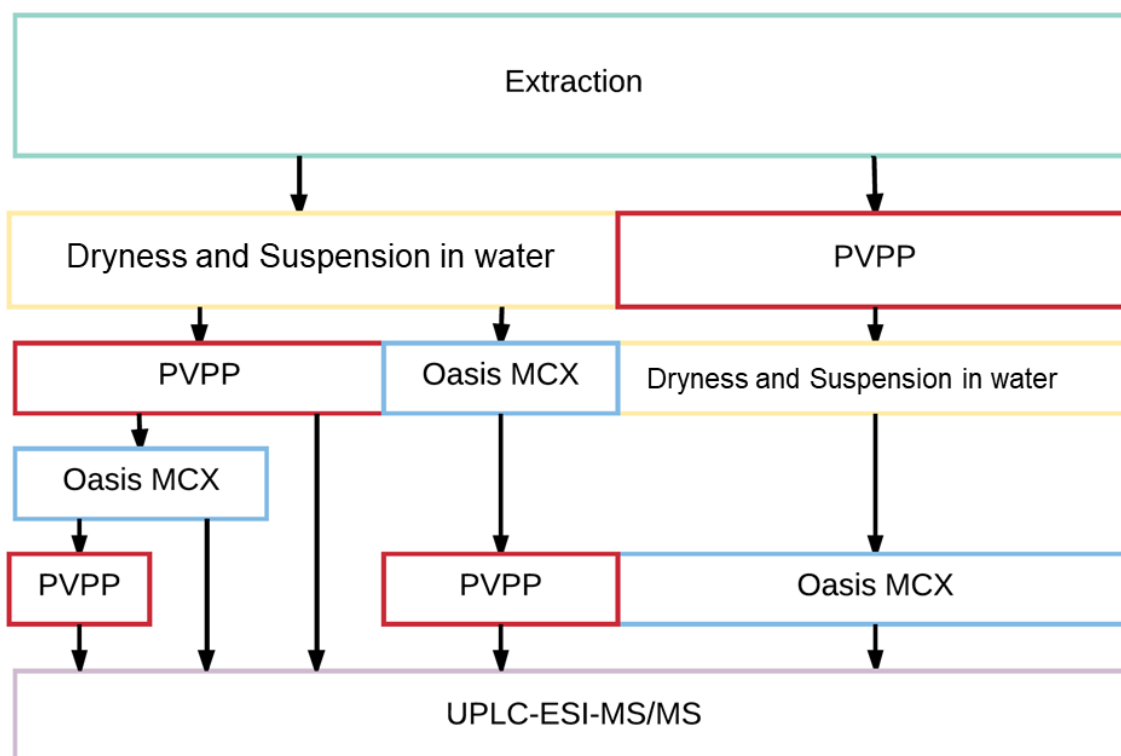 Extraction
Dryness and Suspension in water
PVPP
PVPP
Oasis MCX
Dryness and Suspension in water
Oasis MCX
PVPP
PVPP
Oasis MCX
UPLC-ESI-MS/MS